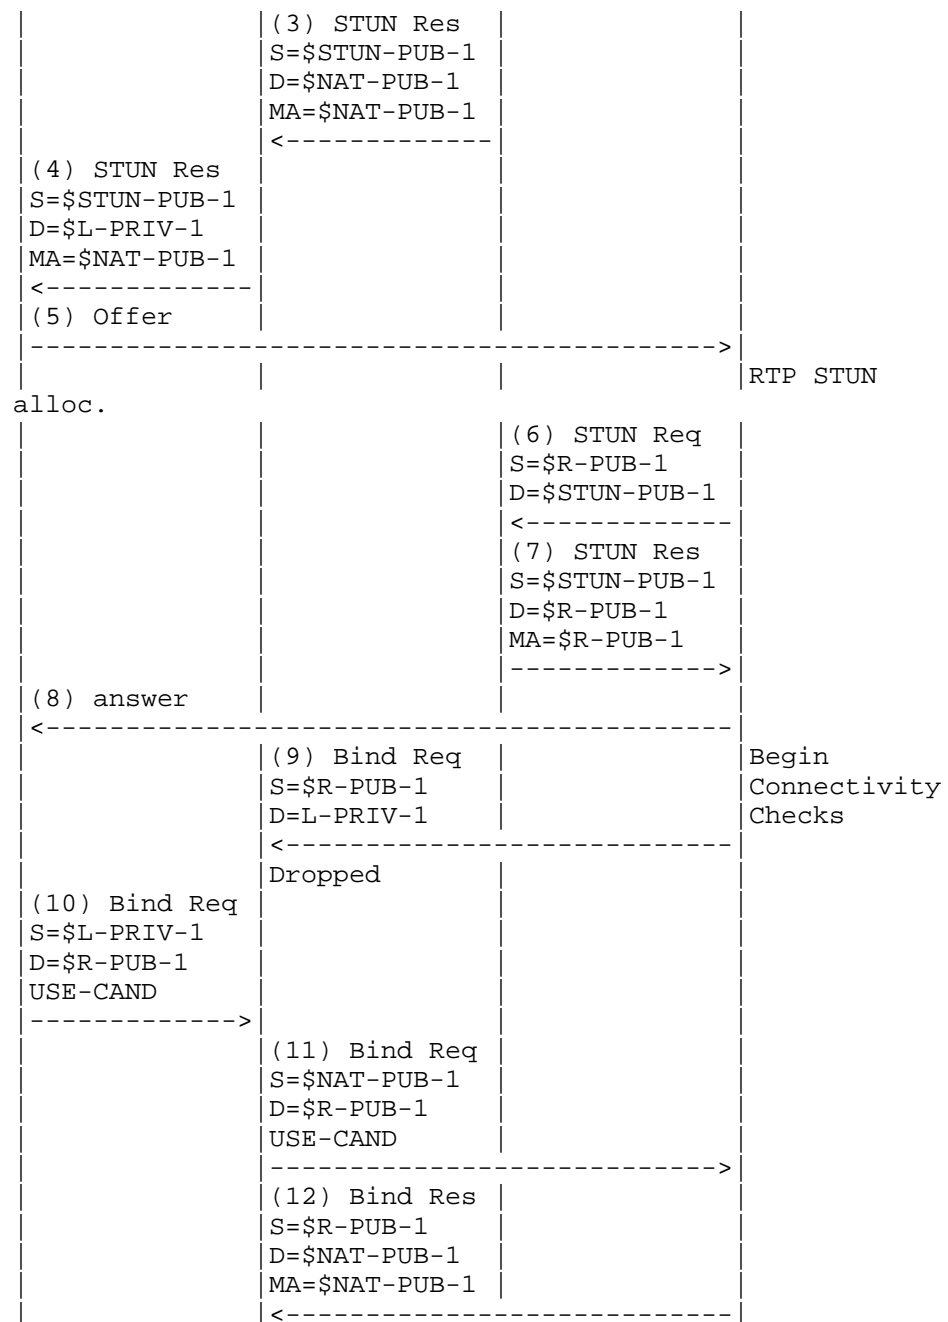 (3) STUN Res
S=$STUN-PUB-1
D=$NAT-PUB-1
MA=$NAT-PUB-1
<-------------
(4) STUN Res
S=$STUN-PUB-1
D=$L-PRIV-1
MA=$NAT-PUB-1
<-------------
(5) Offer
------------------------------------------->
RTP STUN
alloc.
(6) STUN Req
S=$R-PUB-1
D=$STUN-PUB-1
<-------------
(7) STUN Res
S=$STUN-PUB-1
D=$R-PUB-1
MA=$R-PUB-1
------------->
(8) answer
<-------------------------------------------
(9) Bind Req Begin
S=$R-PUB-1 Connectivity
D=L-PRIV-1 Checks
<----------------------------
Dropped
(10) Bind Req
S=$L-PRIV-1
D=$R-PUB-1
USE-CAND
------------->
(11) Bind Req
S=$NAT-PUB-1
D=$R-PUB-1
USE-CAND
---------------------------->
(12) Bind Res
S=$R-PUB-1
D=$NAT-PUB-1
MA=$NAT-PUB-1
<----------------------------